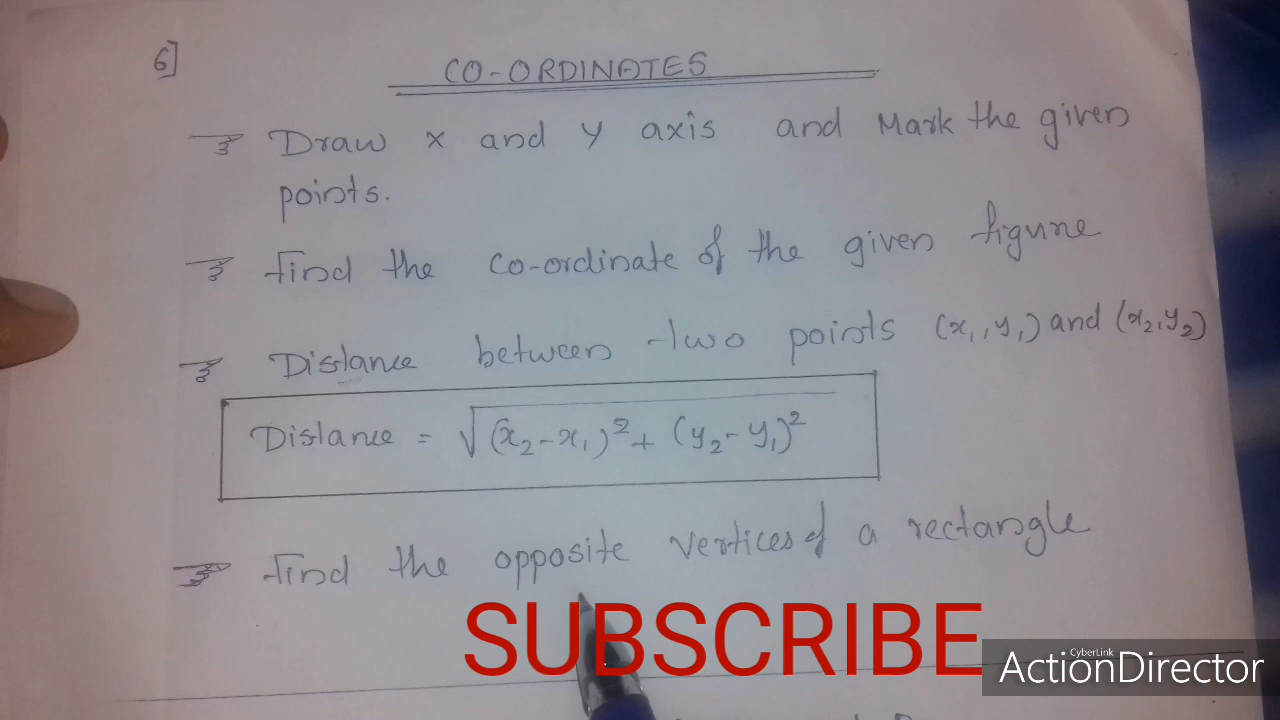 6]
CO-ORDINATES
Draw x and y axis and Mark the given
points.
find the co-ordinate of the given figure
Distance between two points (x₁,y₁) and (x₂,y₂)
Distance = √(x₂-x₁)²+(y₂-y₁)²
find the opposite vertices of a rectangle
SUBSCRIBE
CyberLink
ActionDirector